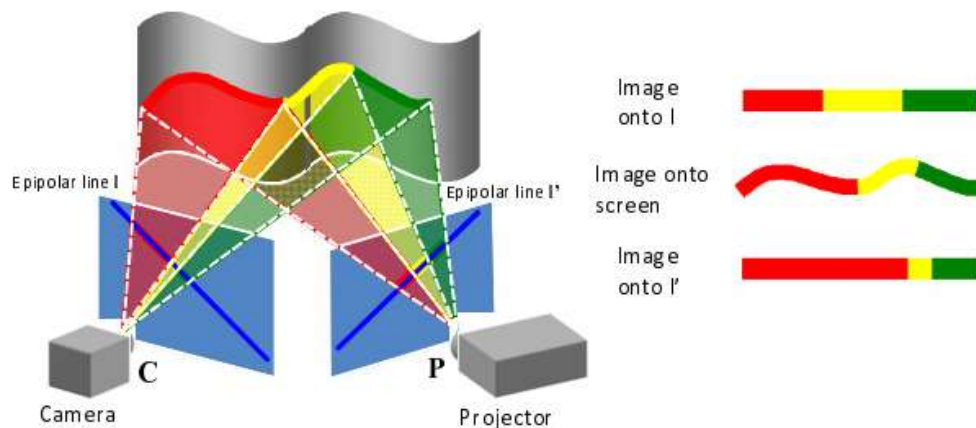 Epipolar line l
Epipolar line l'
C
P
Camera
Projector
Image
onto l
Image onto
screen
Image
onto l'